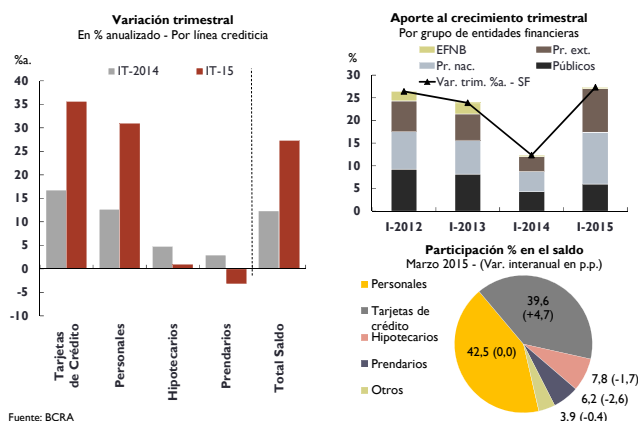 Variación trimestral
En % anualizado - Por línea crediticia
%a.
IT-2014
IT-15
40
35
30
25
20
15
10
5
0
-5
-10
Tarjetas de Crédito
Personales
Hipotecarios
Prendarios
Total Saldo
Fuente: BCRA
Aporte al crecimiento trimestral
Por grupo de entidades financieras
%
EFNB
Pr. ext.
Pr. nac.
Públicos
Var. trim. %a. - SF
30
25
20
15
10
5
0
I-2012
I-2013
I-2014
I-2015
Participación % en el saldo
Marzo 2015 - (Var. interanual en p.p.)
Personales
Tarjetas de
crédito
Hipotecarios
Prendarios
Otros
39,6
(+4,7)
42,5 (0,0)
7,8 (-1,7)
6,2 (-2,6)
3,9 (-0,4)